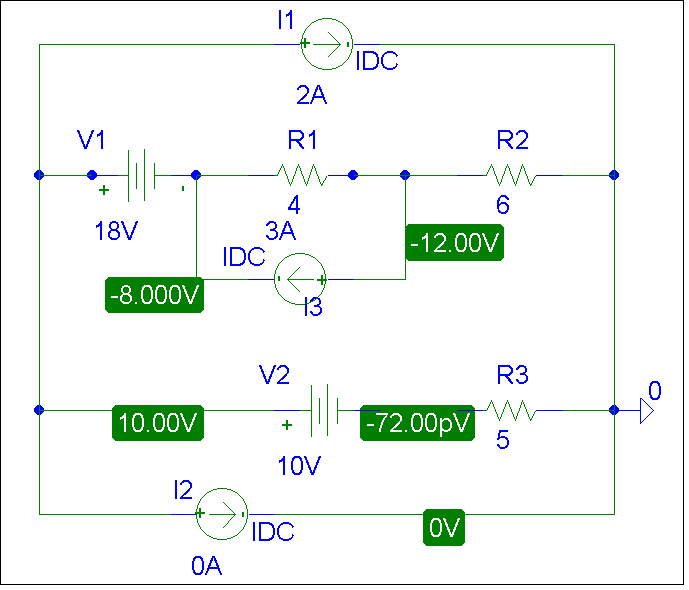 I1
IDC
2A
V1
R1
R2
18V
4
6
3A
IDC
-12.00V
-8.000V
I3
V2
R3
0
10.00V
-72.00pV
10V
5
I2
IDC
0V
0A